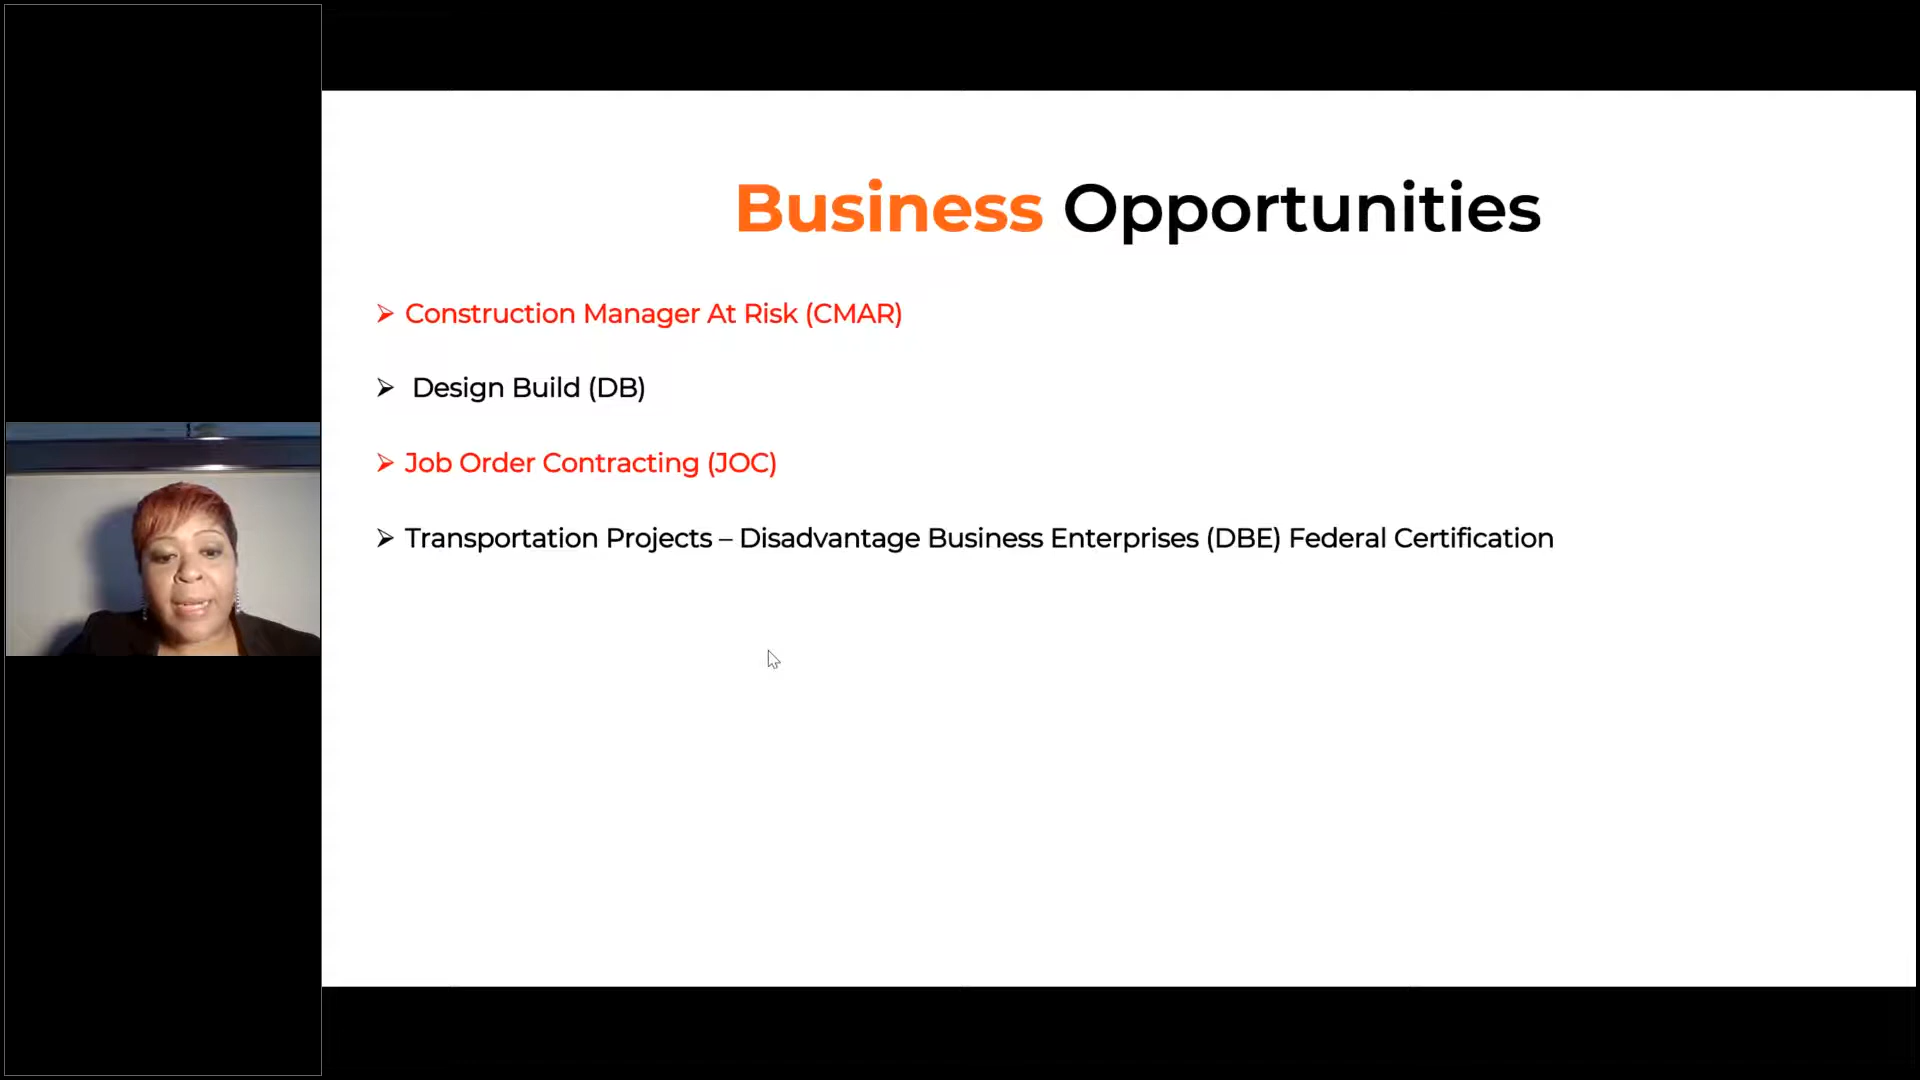 Business Opportunities
➢ Construction Manager At Risk (CMAR)
➢ Design Build (DB)
➢ Job Order Contracting (JOC)
➢ Transportation Projects – Disadvantage Business Enterprises (DBE) Federal Certification